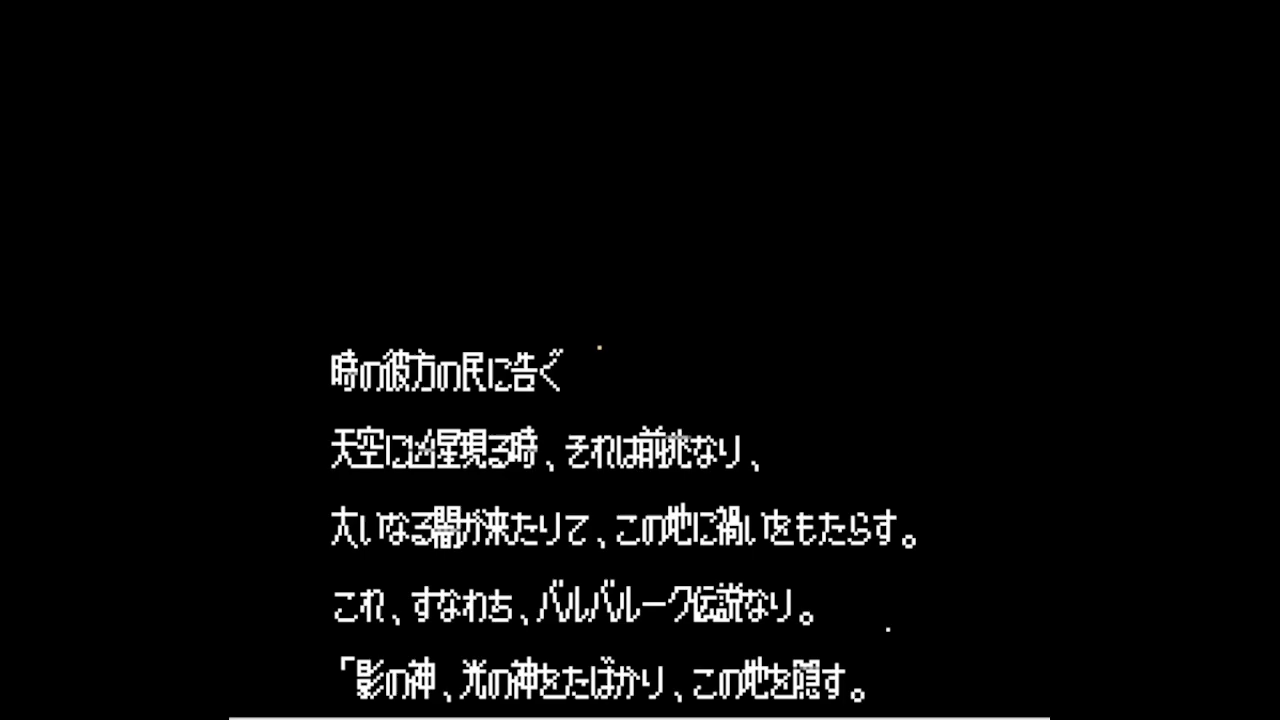 時の彼方の民に告ぐ
天空に凶星現る時、それは前兆なり、
大いなる闇が来たりて、この地に禍いをもたらす。
これ、すなわち、バルバルーク伝説なり。
「影の神、光の神をたばかり、この地を隠す。